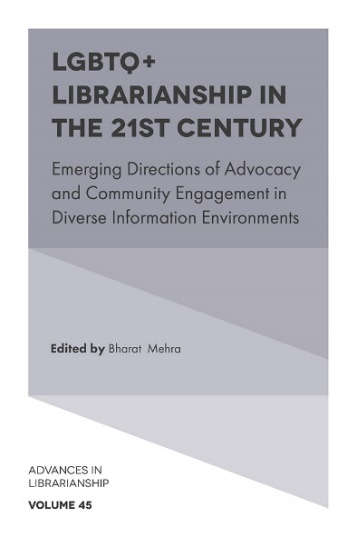 LGBTQ+
LIBRARIANSHIP IN
THE 21ST CENTURY
Emerging Directions of Advocacy
and Community Engagement in
Diverse Information Environments
Edited by Bharat Mehra
ADVANCES IN
LIBRARIANSHIP
VOLUME 45